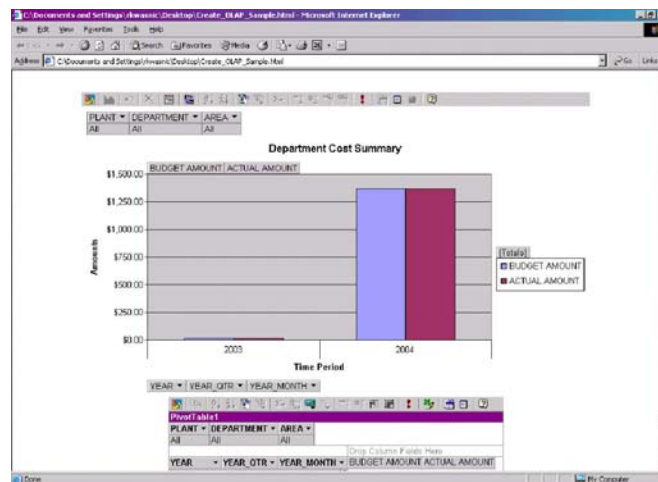 C:\Documents and Settings\rkwasnic\Desktop\Create_OLAP_Sample.html - Microsoft Internet Explorer
File Edit View Favorites Tools Help
Search Favorites Media
Address C:\Documents and Settings\rkwasnic\Desktop\Create_OLAP_Sample.html Go Links
PLANT DEPARTMENT AREA
All All All
Department Cost Summary
BUDGET AMOUNT ACTUAL AMOUNT
$1,500.00
$1,250.00
$1,000.00
$750.00
$500.00
$250.00
$0.00
Amounts
[Totals]
BUDGET AMOUNT
ACTUAL AMOUNT
2003 2004
Time Period
YEAR YEAR_QTR YEAR_MONTH
PivotTable1
PLANT DEPARTMENT AREA
All All All
Drop Column Fields Here
YEAR YEAR_QTR YEAR_MONTH BUDGET AMOUNT ACTUAL AMOUNT
Done My Computer